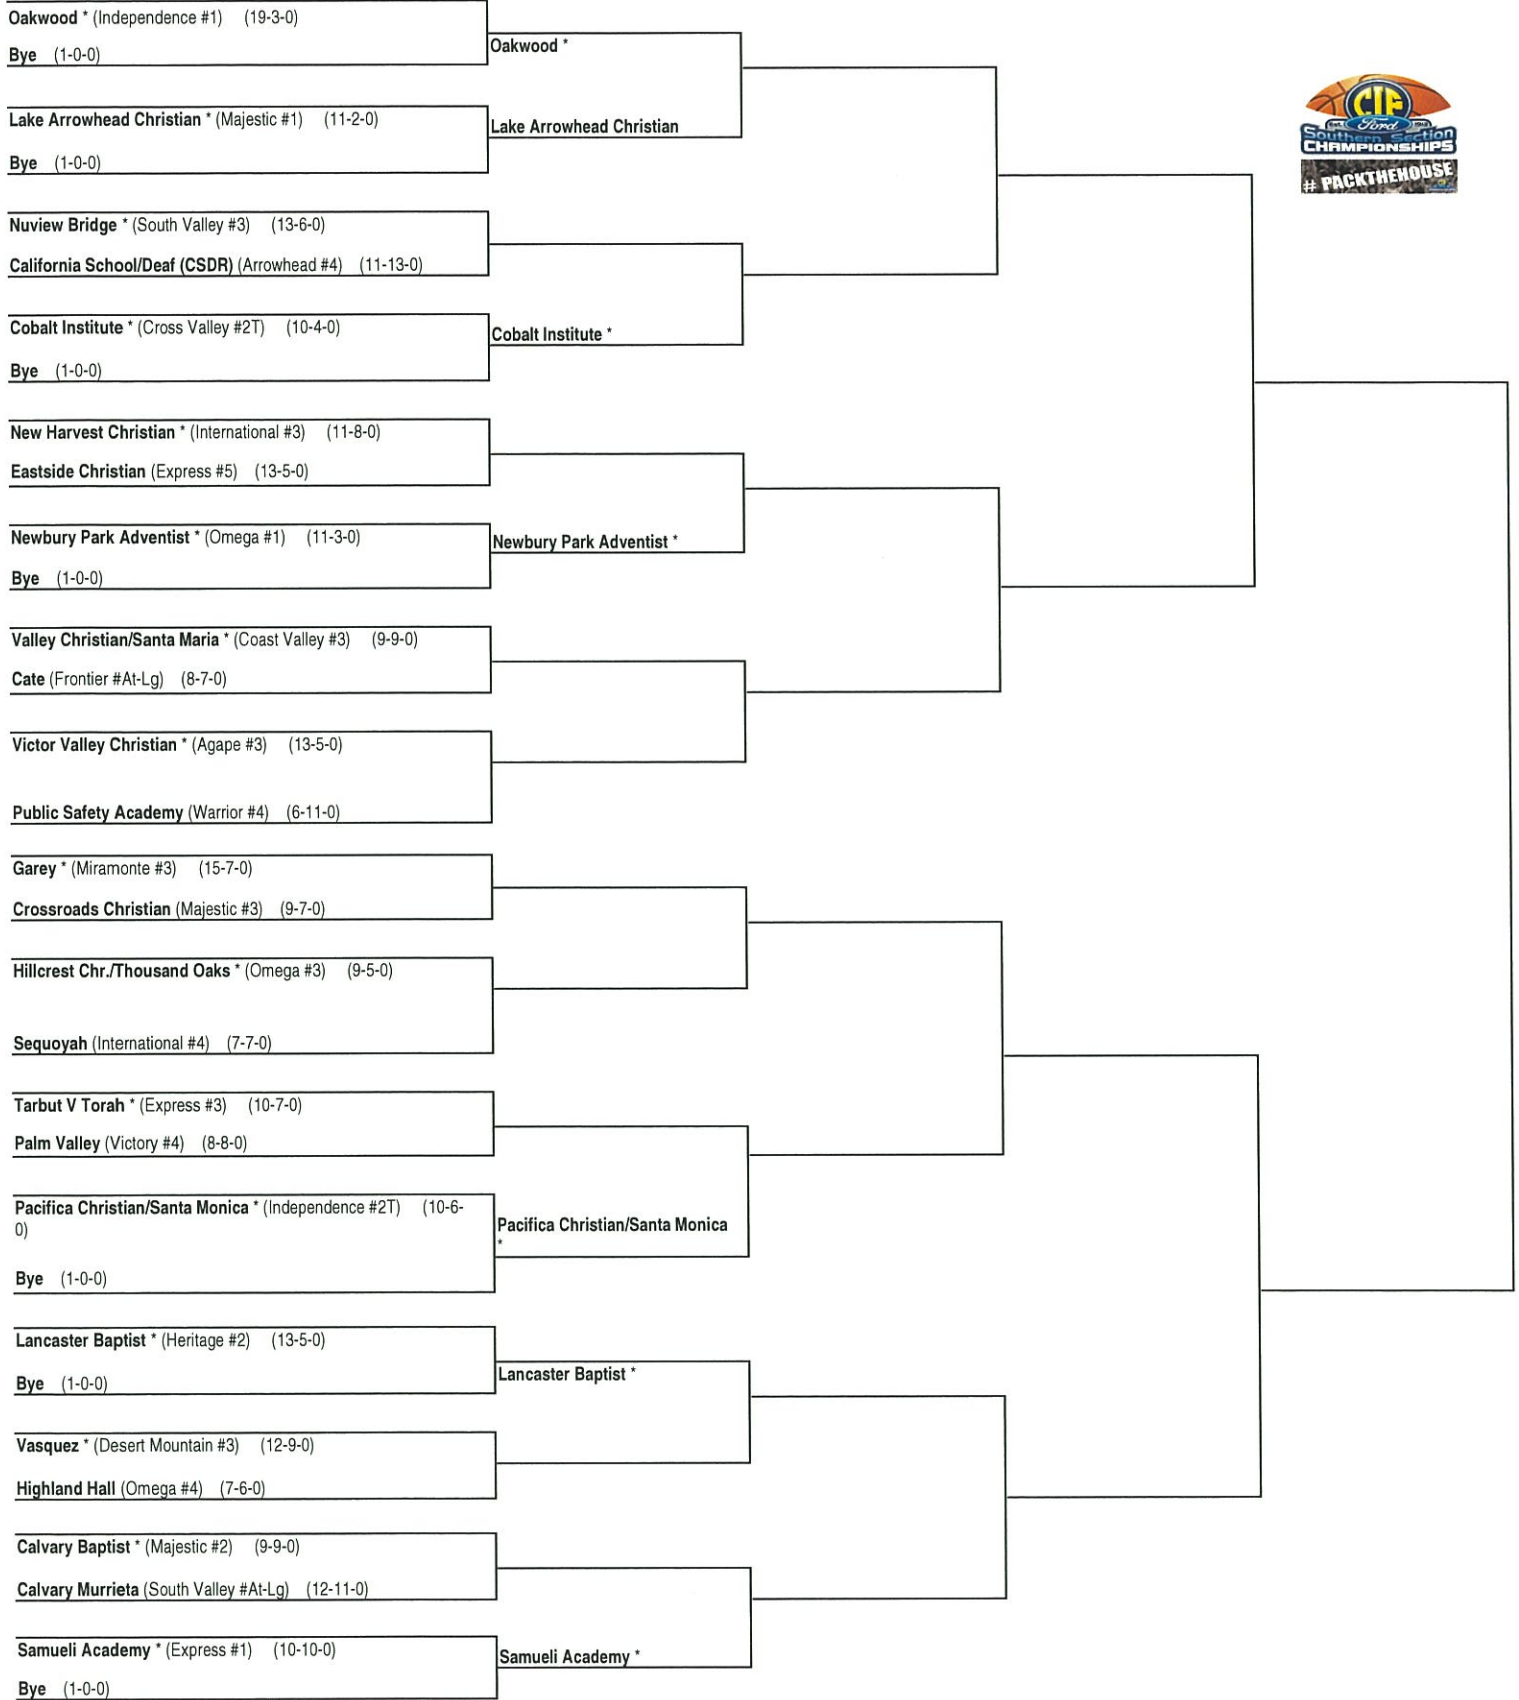 Oakwood * (Independence #1) (19-3-0)
Bye (1-0-0)
Oakwood *
Lake Arrowhead Christian * (Majestic #1) (11-2-0)
Bye (1-0-0)
Lake Arrowhead Christian
Nuview Bridge * (South Valley #3) (13-6-0)
California School/Deaf (CSDR) (Arrowhead #4) (11-13-0)
Cobalt Institute * (Cross Valley #2T) (10-4-0)
Bye (1-0-0)
Cobalt Institute *
New Harvest Christian * (International #3) (11-8-0)
Eastside Christian (Express #5) (13-5-0)
Newbury Park Adventist * (Omega #1) (11-3-0)
Bye (1-0-0)
Newbury Park Adventist *
Valley Christian/Santa Maria * (Coast Valley #3) (9-9-0)
Cate (Frontier #At-Lg) (8-7-0)
Victor Valley Christian * (Agape #3) (13-5-0)
Public Safety Academy (Warrior #4) (6-11-0)
Garey * (Miramonte #3) (15-7-0)
Crossroads Christian (Majestic #3) (9-7-0)
Hillcrest Chr./Thousand Oaks * (Omega #3) (9-5-0)
Sequoyah (International #4) (7-7-0)
Tarbut V Torah * (Express #3) (10-7-0)
Palm Valley (Victory #4) (8-8-0)
Pacifica Christian/Santa Monica * (Independence #2T) (10-6-
0)
Bye (1-0-0)
Pacifica Christian/Santa Monica
*
Lancaster Baptist * (Heritage #2) (13-5-0)
Bye (1-0-0)
Lancaster Baptist *
Vasquez * (Desert Mountain #3) (12-9-0)
Highland Hall (Omega #4) (7-6-0)
Calvary Baptist * (Majestic #2) (9-9-0)
Calvary Murrieta (South Valley #At-Lg) (12-11-0)
Samueli Academy * (Express #1) (10-10-0)
Bye (1-0-0)
Samueli Academy *
CIF
Ford
Southern Section
CHAMPIONSHIPS
# PACKTHEHOUSE